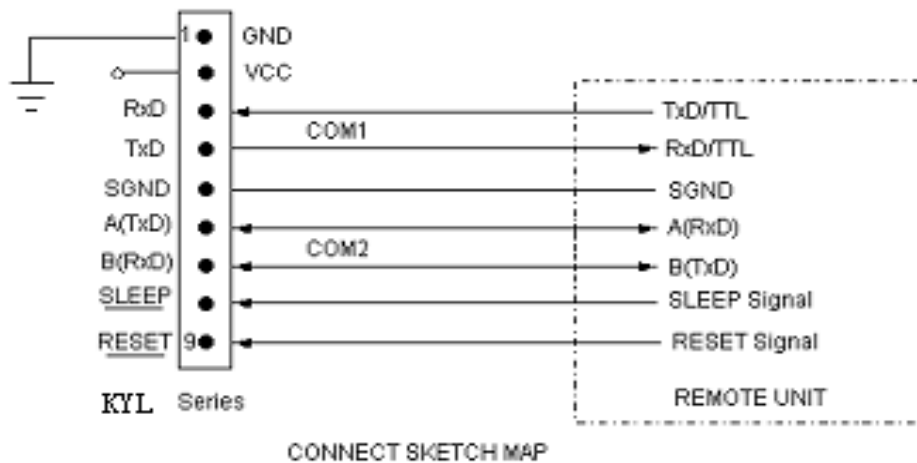 1 GND
VCC
RxD TxD/TTL
COM1
TxD RxD/TTL
SGND SGND
A(TxD) A(RxD)
COM2
B(RxD) B(TxD)
SLEEP SLEEP Signal
RESET 9 RESET Signal
KYL Series REMOTE UNIT
CONNECT SKETCH MAP